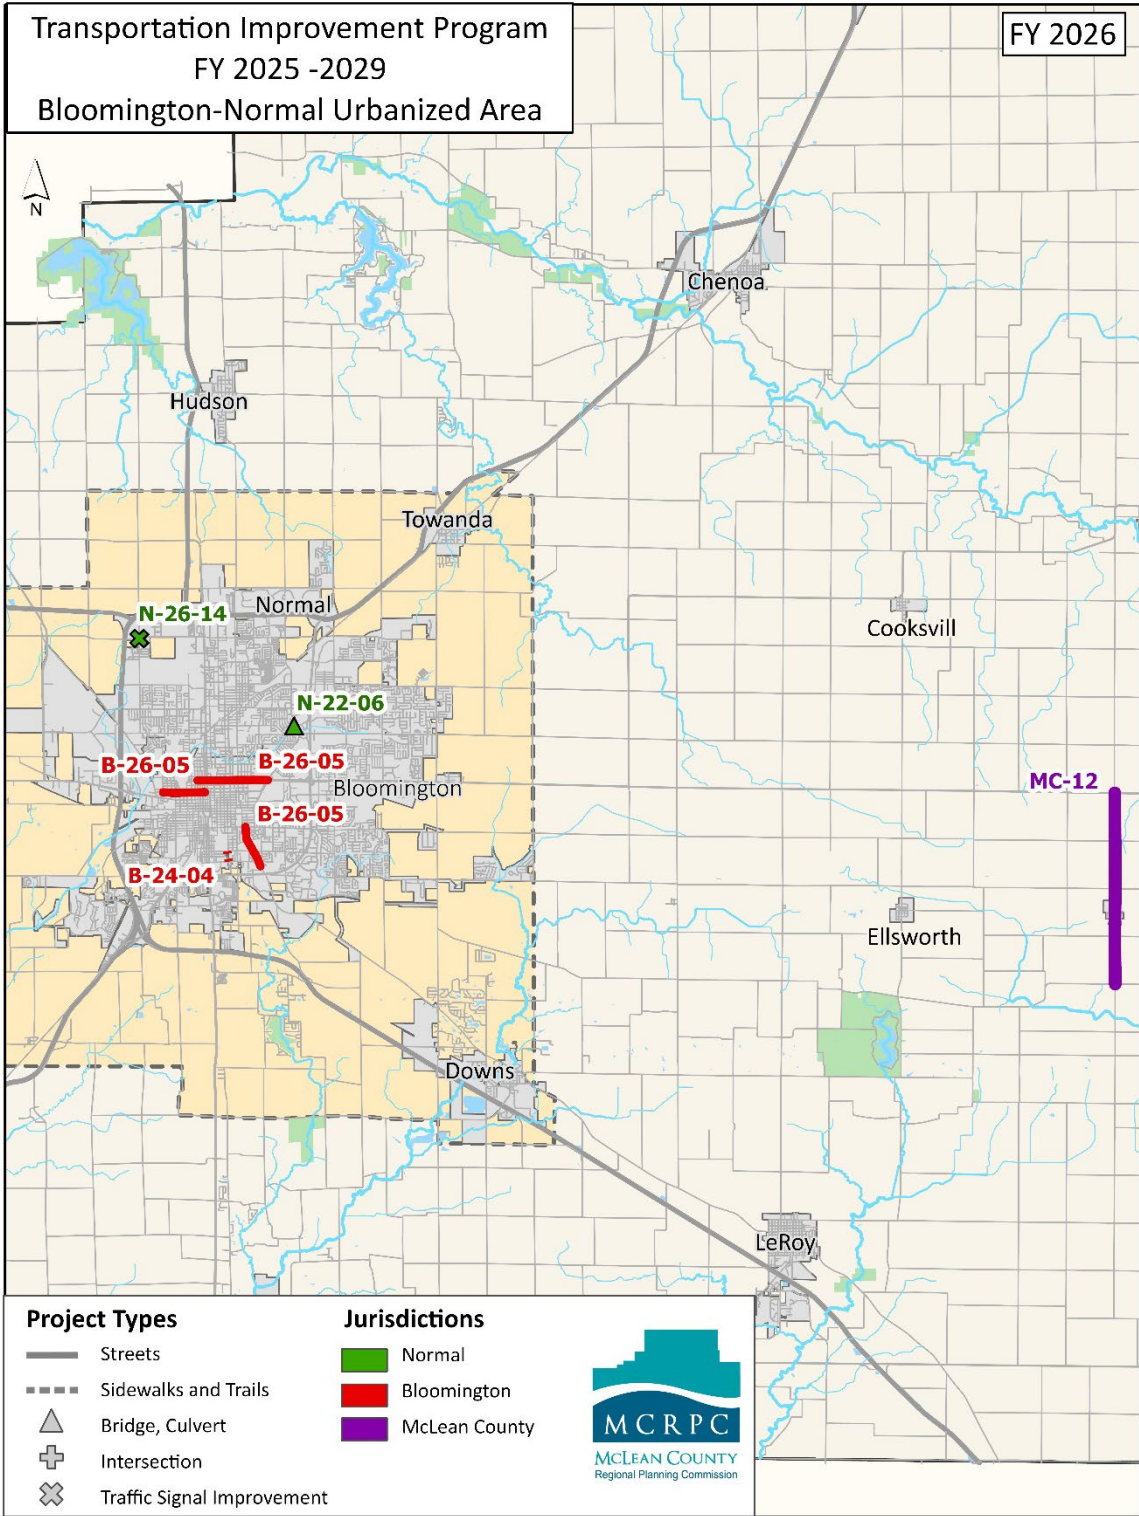 Transportation Improvement Program
FY 2025 -2029
Bloomington-Normal Urbanized Area
FY 2026
N
Chenoa
Hudson
Towanda
Normal
N-26-14
Cooksvill
N-22-06
B-26-05
B-26-05
Bloomington
MC-12
B-26-05
B-24-04
Ellsworth
Downs
LeRoy
Project Types
Streets
Sidewalks and Trails
Bridge, Culvert
Intersection
Traffic Signal Improvement
Jurisdictions
Normal
Bloomington
McLean County
MCRPC
McLean County
Regional Planning Commission